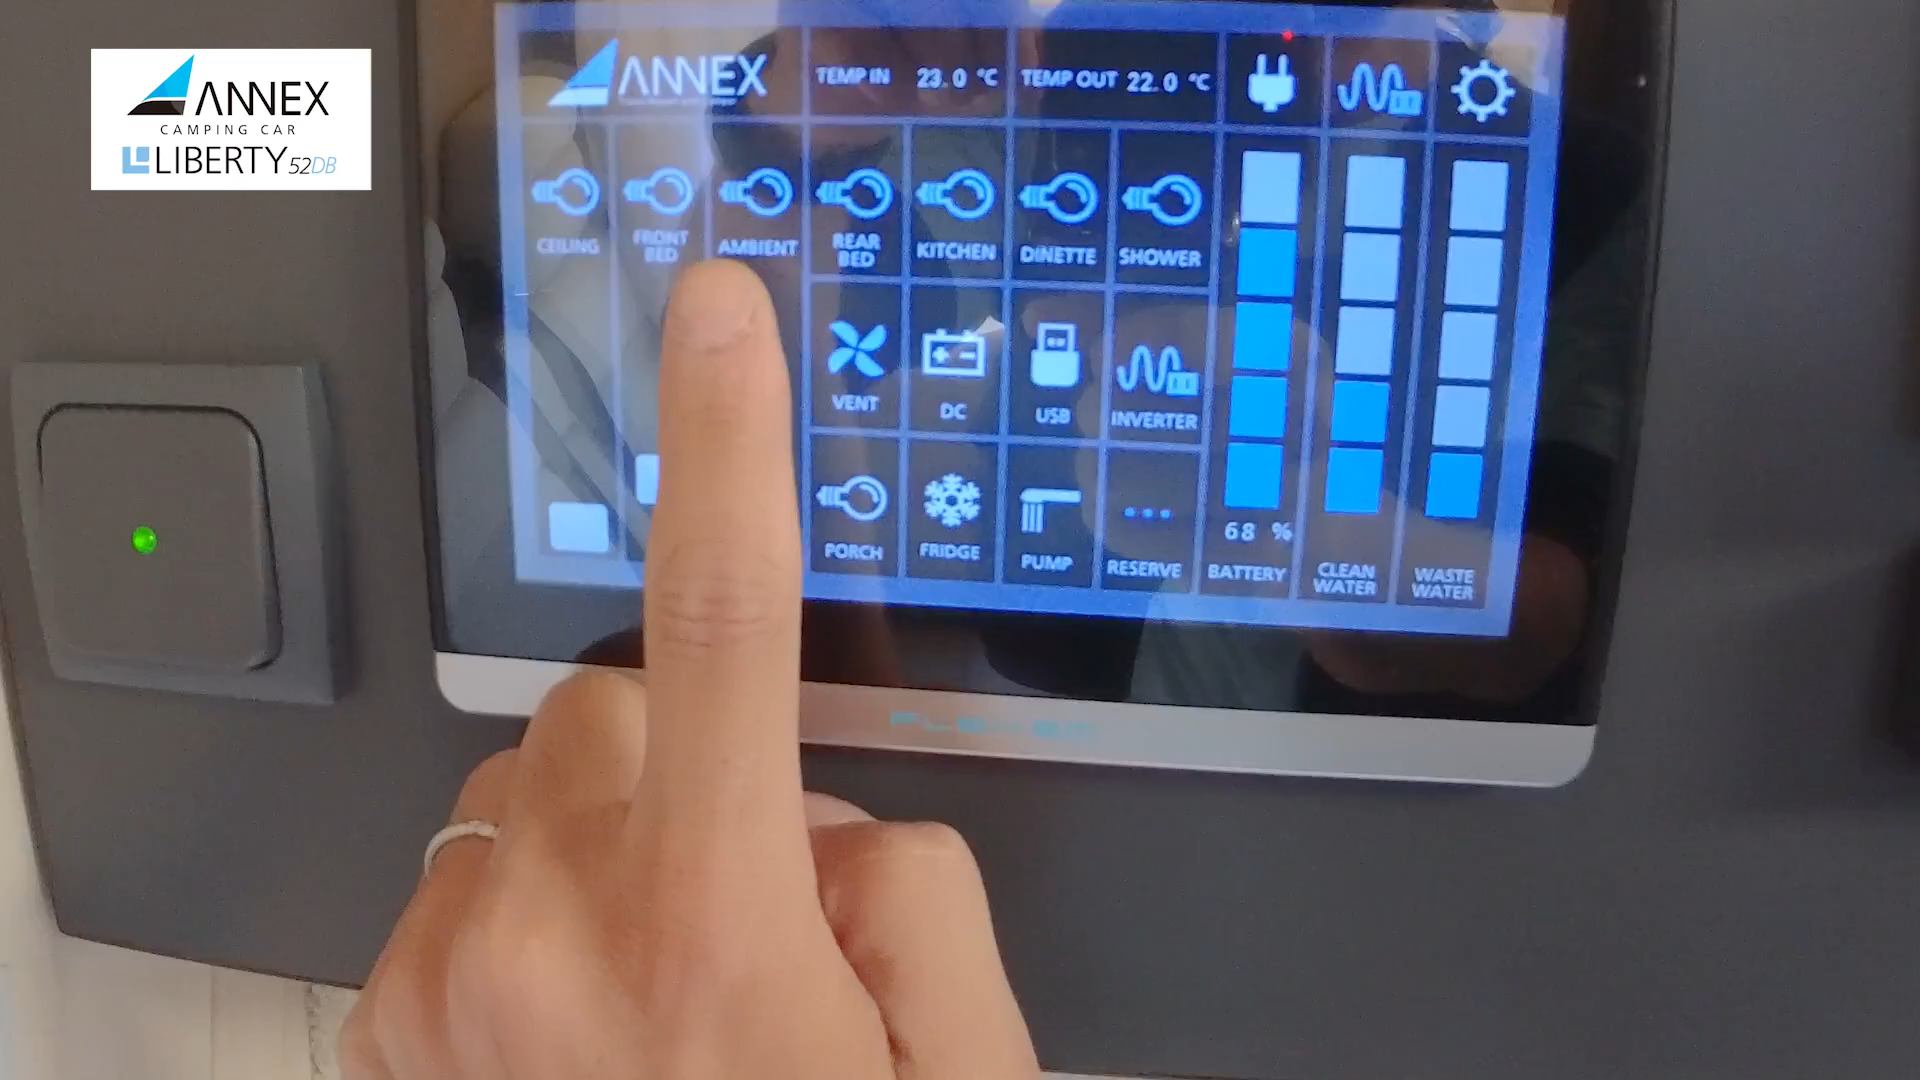 ANNEX
CAMPING CAR
LIBERTY 52DB
ANNEX
TEMP IN 23.0 °C
TEMP OUT 22.0 °C
CEILING
FRONT
BED
AMBIENT
REAR
BED
KITCHEN
DINETTE
SHOWER
VENT
DC
USB
INVERTER
PORCH
FRIDGE
PUMP
RESERVE
68 %
BATTERY
CLEAN
WATER
WASTE
WATER